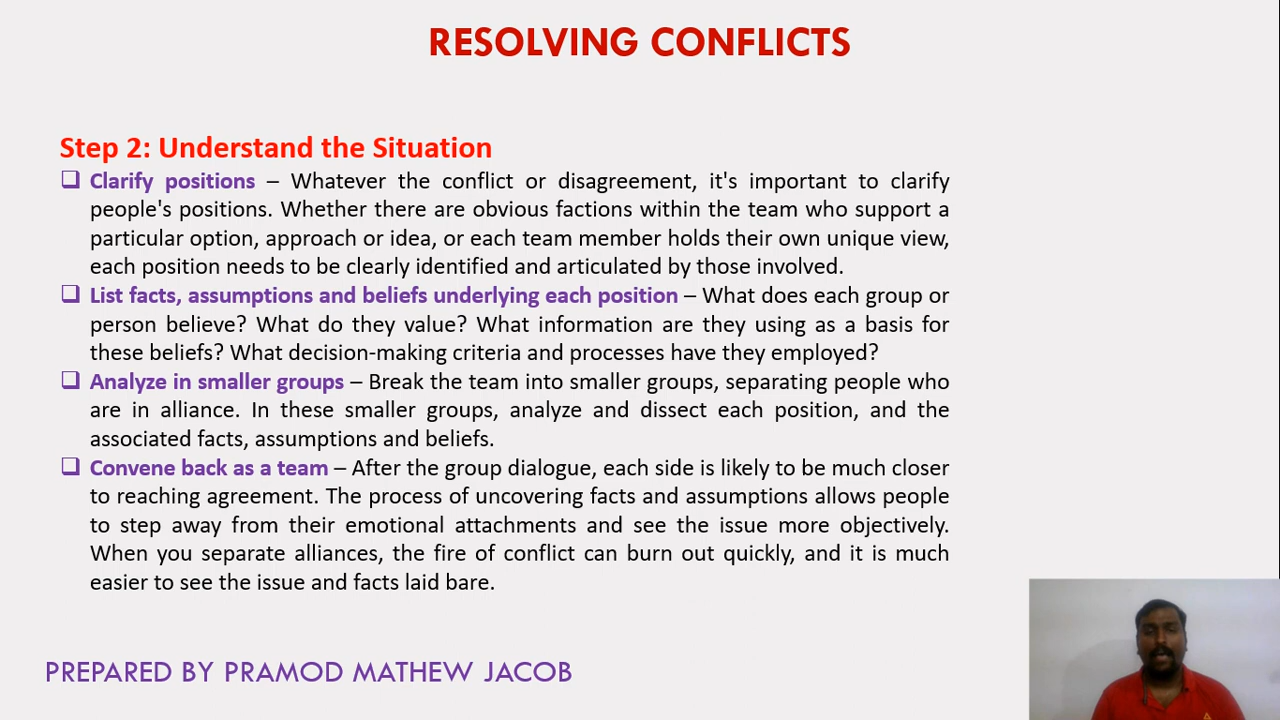 RESOLVING CONFLICTS
Step 2: Understand the Situation
❑ Clarify positions – Whatever the conflict or disagreement, it's important to clarify
people's positions. Whether there are obvious factions within the team who support a
particular option, approach or idea, or each team member holds their own unique view,
each position needs to be clearly identified and articulated by those involved.
❑ List facts, assumptions and beliefs underlying each position – What does each group or
person believe? What do they value? What information are they using as a basis for
these beliefs? What decision-making criteria and processes have they employed?
❑ Analyze in smaller groups – Break the team into smaller groups, separating people who
are in alliance. In these smaller groups, analyze and dissect each position, and the
associated facts, assumptions and beliefs.
❑ Convene back as a team – After the group dialogue, each side is likely to be much closer
to reaching agreement. The process of uncovering facts and assumptions allows people
to step away from their emotional attachments and see the issue more objectively.
When you separate alliances, the fire of conflict can burn out quickly, and it is much
easier to see the issue and facts laid bare.
PREPARED BY PRAMOD MATHEW JACOB